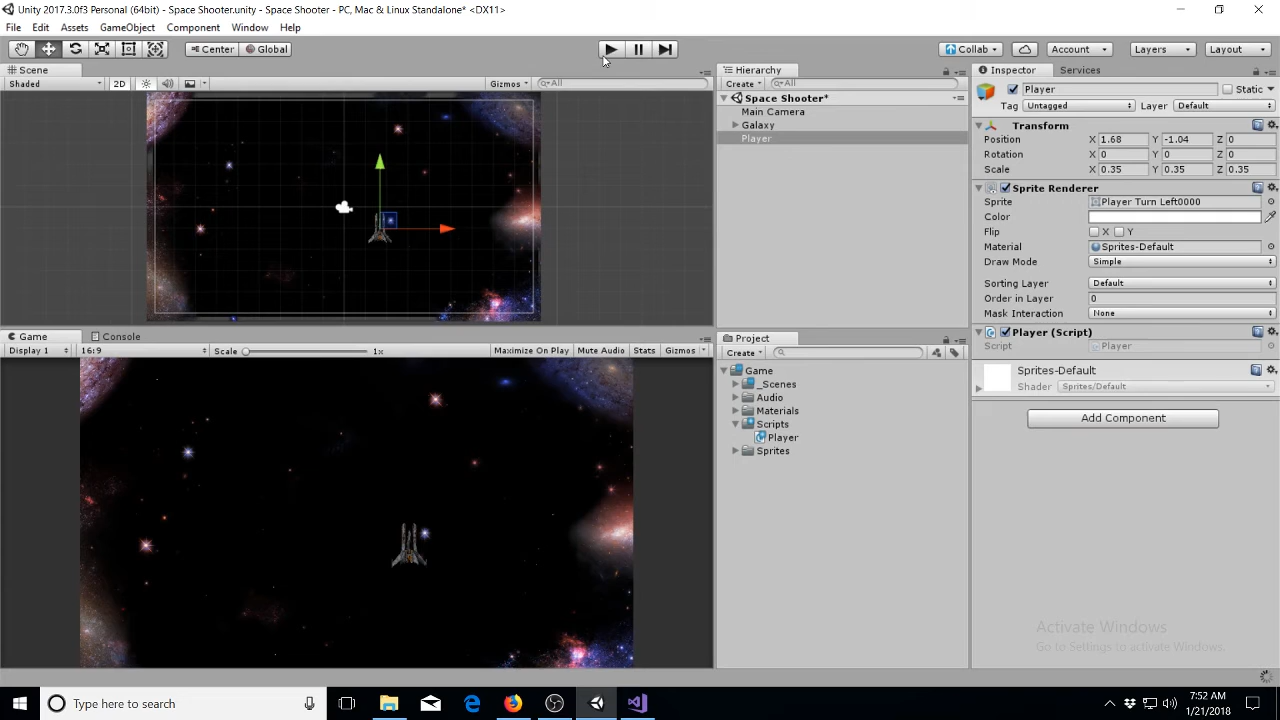 Unity 2017.3.0f3 Personal (64bit) - Space Shooter.unity - Space Shooter - PC, Mac & Linux Standalone* <DX11>
File Edit Assets GameObject Component Window Help
Center Global Collab Account Layers Layout
Scene
Shaded 2D Gizmos All
Hierarchy
Create All
Space Shooter*
Main Camera
Galaxy
Player
Inspector Services
Player Static
Tag Untagged Layer Default
Transform
Position X 1.68 Y -1.04 Z 0
Rotation X 0 Y 0 Z 0
Scale X 0.35 Y 0.35 Z 0.35
Sprite Renderer
Sprite Player Turn Left0000
Color
Flip X Y
Material Sprites-Default
Draw Mode Simple
Sorting Layer Default
Order in Layer 0
Mask Interaction None
Player (Script)
Script Player
Sprites-Default
Shader Sprites/Default
Add Component
Game Console
Display 1 16:9 Scale 1x Maximize On Play Mute Audio Stats Gizmos
Project
Create
Game
_Scenes
Audio
Materials
Scripts
Player
Sprites
Activate Windows
Go to Settings to activate Windows.
Type here to search
7:52 AM
1/21/2018